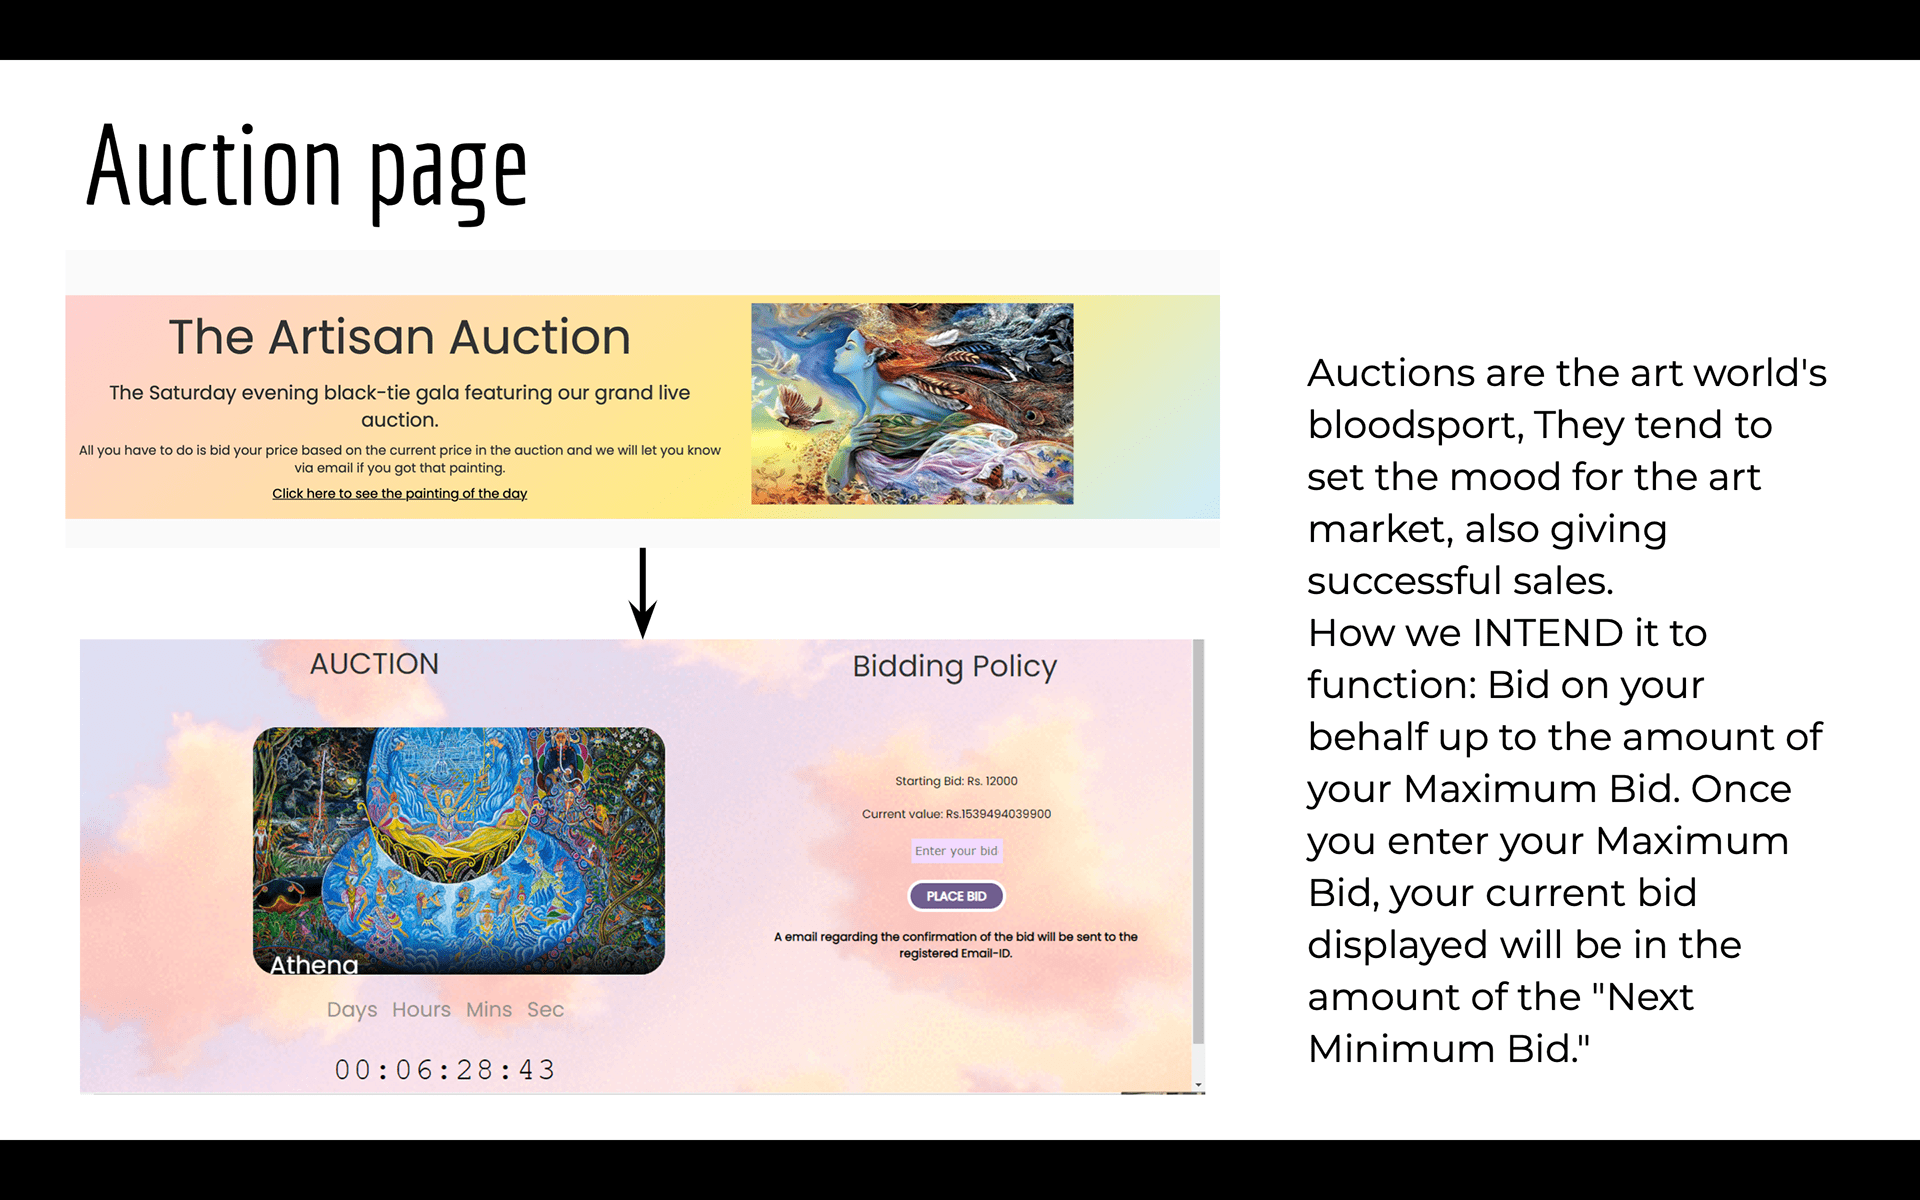 Auction page
The Artisan Auction
The Saturday evening black-tie gala featuring our grand live
auction.
All you have to do is bid your price based on the current price in the auction and we will let you know
via email if you got that painting.
Click here to see the painting of the day
AUCTION
Athena
Days Hours Mins Sec
00:06:28:43
Bidding Policy
Starting Bid: Rs. 12000
Current value: Rs.1539494039900
Enter your bid
PLACE BID
A email regarding the confirmation of the bid will be sent to the
registered Email-ID.
Auctions are the art world's
bloodsport, They tend to
set the mood for the art
market, also giving
successful sales.
How we INTEND it to
function: Bid on your
behalf up to the amount of
your Maximum Bid. Once
you enter your Maximum
Bid, your current bid
displayed will be in the
amount of the "Next
Minimum Bid."